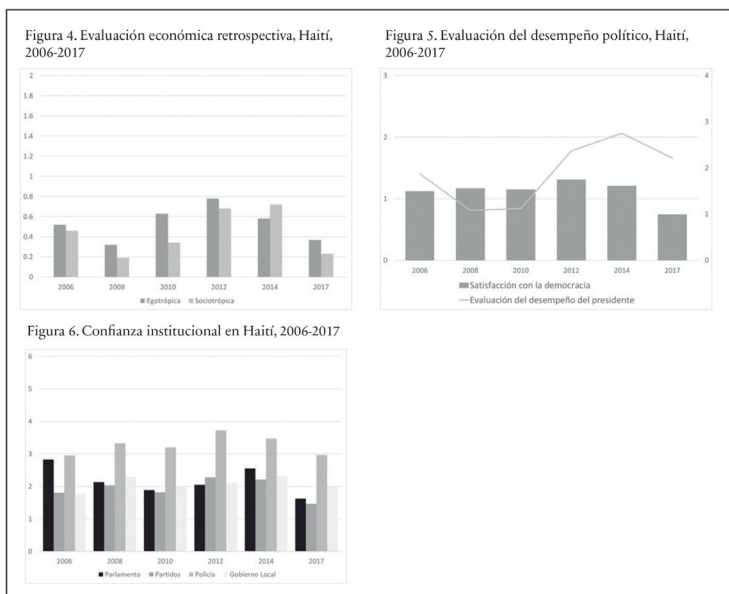 Figura 4. Evaluación económica retrospectiva, Haití,
2006-2017
2
1.8
1.6
1.4
1.2
1
0.8
0.6
0.4
0.2
0
2006 2008 2010 2012 2014 2017
Egotrópica Sociotrópica
Figura 5. Evaluación del desempeño político, Haití,
2006-2017
3 4
3
2
2
1
1
0 0
2006 2008 2010 2012 2014 2017
Satisfacción con la democracia
Evaluación del desempeño del presidente
Figura 6. Confianza institucional en Haití, 2006-2017
6
5
4
3
2
1
0
2006 2008 2010 2012 2014 2017
Parlamento Partidos Policía Gobierno Local